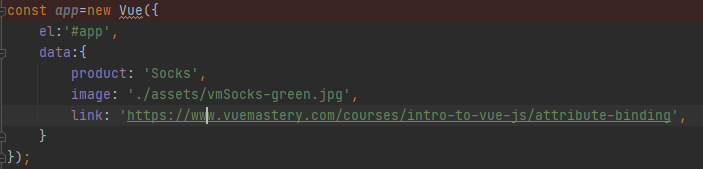 const app=new Vue({
    el:'#app',
    data:{
        product: 'Socks',
        image: './assets/vmSocks-green.jpg',
        link: 'https://www.vuemastery.com/courses/intro-to-vue-js/attribute-binding',
    }
});